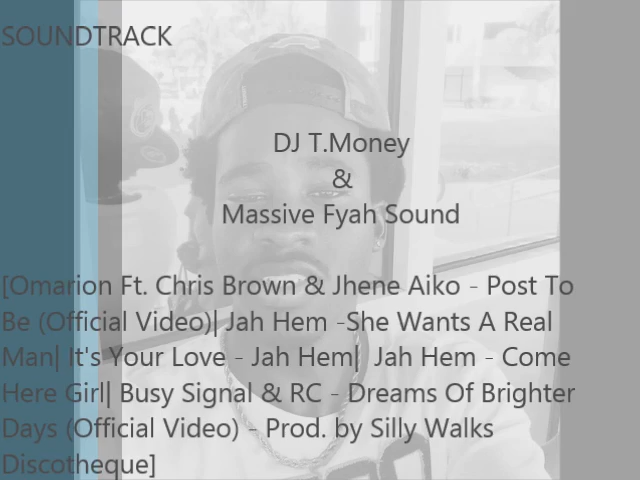 SOUNDTRACK
DJ T.Money
&
Massive Fyah Sound
[Omarion Ft. Chris Brown & Jhene Aiko - Post To
Be (Official Video)| Jah Hem -She Wants A Real
Man| It's Your Love - Jah Hem|  Jah Hem - Come
Here Girl| Busy Signal & RC - Dreams Of Brighter
Days (Official Video) - Prod. by Silly Walks
Discotheque]